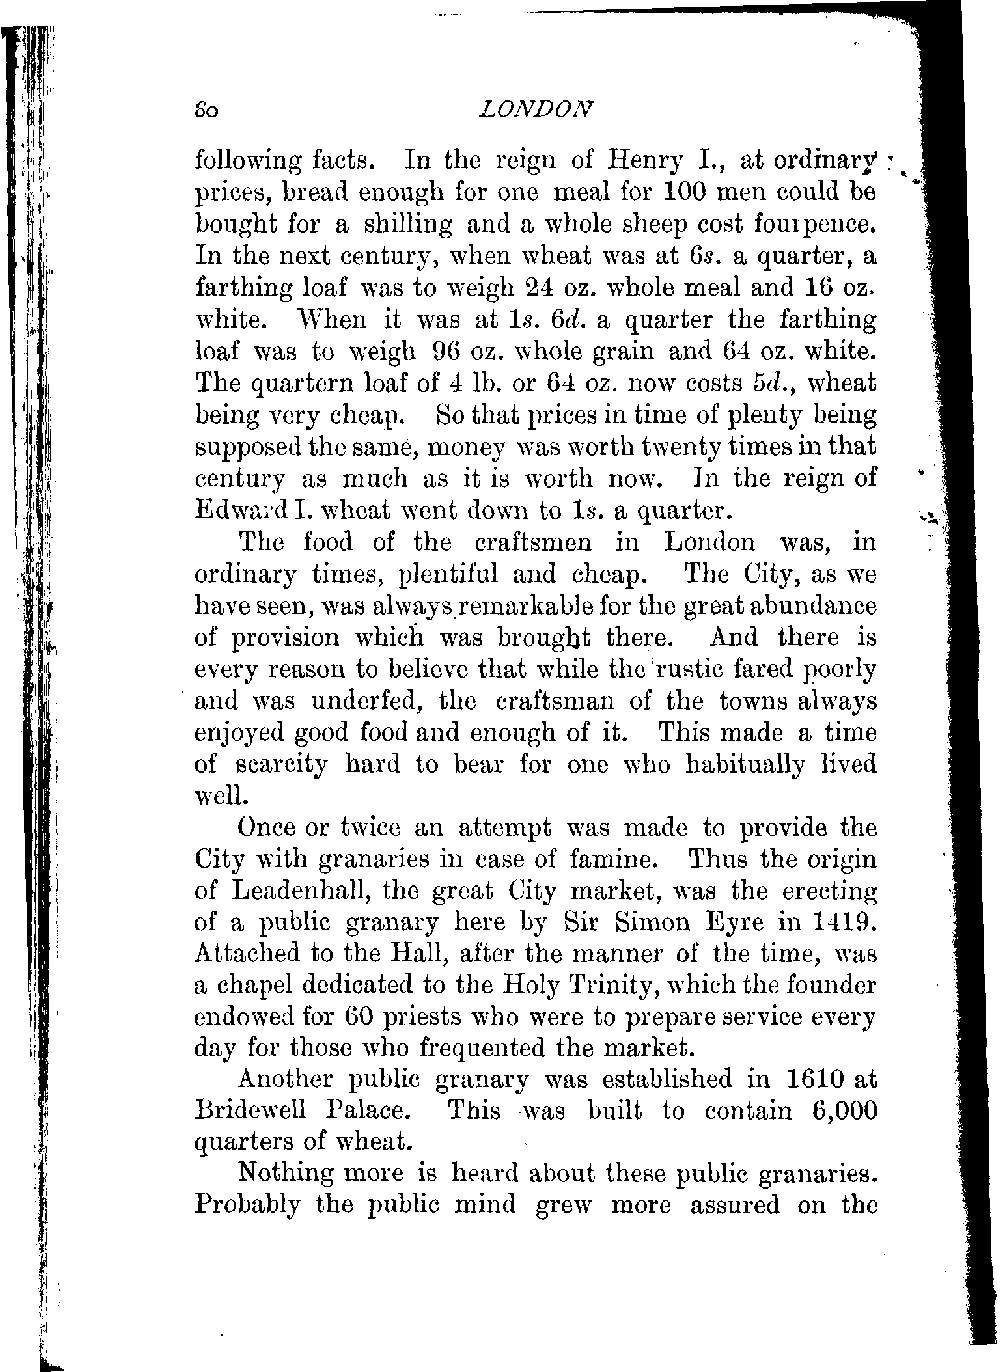 80 LONDON
following facts. In the reign of Henry I., at ordinary
prices, bread enough for one meal for 100 men could be
bought for a shilling and a whole sheep cost fourpence.
In the next century, when wheat was at 6s. a quarter, a
farthing loaf was to weigh 24 oz. whole meal and 16 oz.
white. When it was at 1s. 6d. a quarter the farthing
loaf was to weigh 96 oz. whole grain and 64 oz. white.
The quartern loaf of 4 lb. or 64 oz. now costs 5d., wheat
being very cheap. So that prices in time of plenty being
supposed the same, money was worth twenty times in that
century as much as it is worth now. In the reign of
Edward I. wheat went down to 1s. a quarter.
The food of the craftsmen in London was, in
ordinary times, plentiful and cheap. The City, as we
have seen, was always remarkable for the great abundance
of provision which was brought there. And there is
every reason to believe that while the rustic fared poorly
and was underfed, the craftsman of the towns always
enjoyed good food and enough of it. This made a time
of scarcity hard to bear for one who habitually lived
well.
Once or twice an attempt was made to provide the
City with granaries in case of famine. Thus the origin
of Leadenhall, the great City market, was the erecting
of a public granary here by Sir Simon Eyre in 1419.
Attached to the Hall, after the manner of the time, was
a chapel dedicated to the Holy Trinity, which the founder
endowed for 60 priests who were to prepare service every
day for those who frequented the market.
Another public granary was established in 1610 at
Bridewell Palace. This was built to contain 6,000
quarters of wheat.
Nothing more is heard about these public granaries.
Probably the public mind grew more assured on the